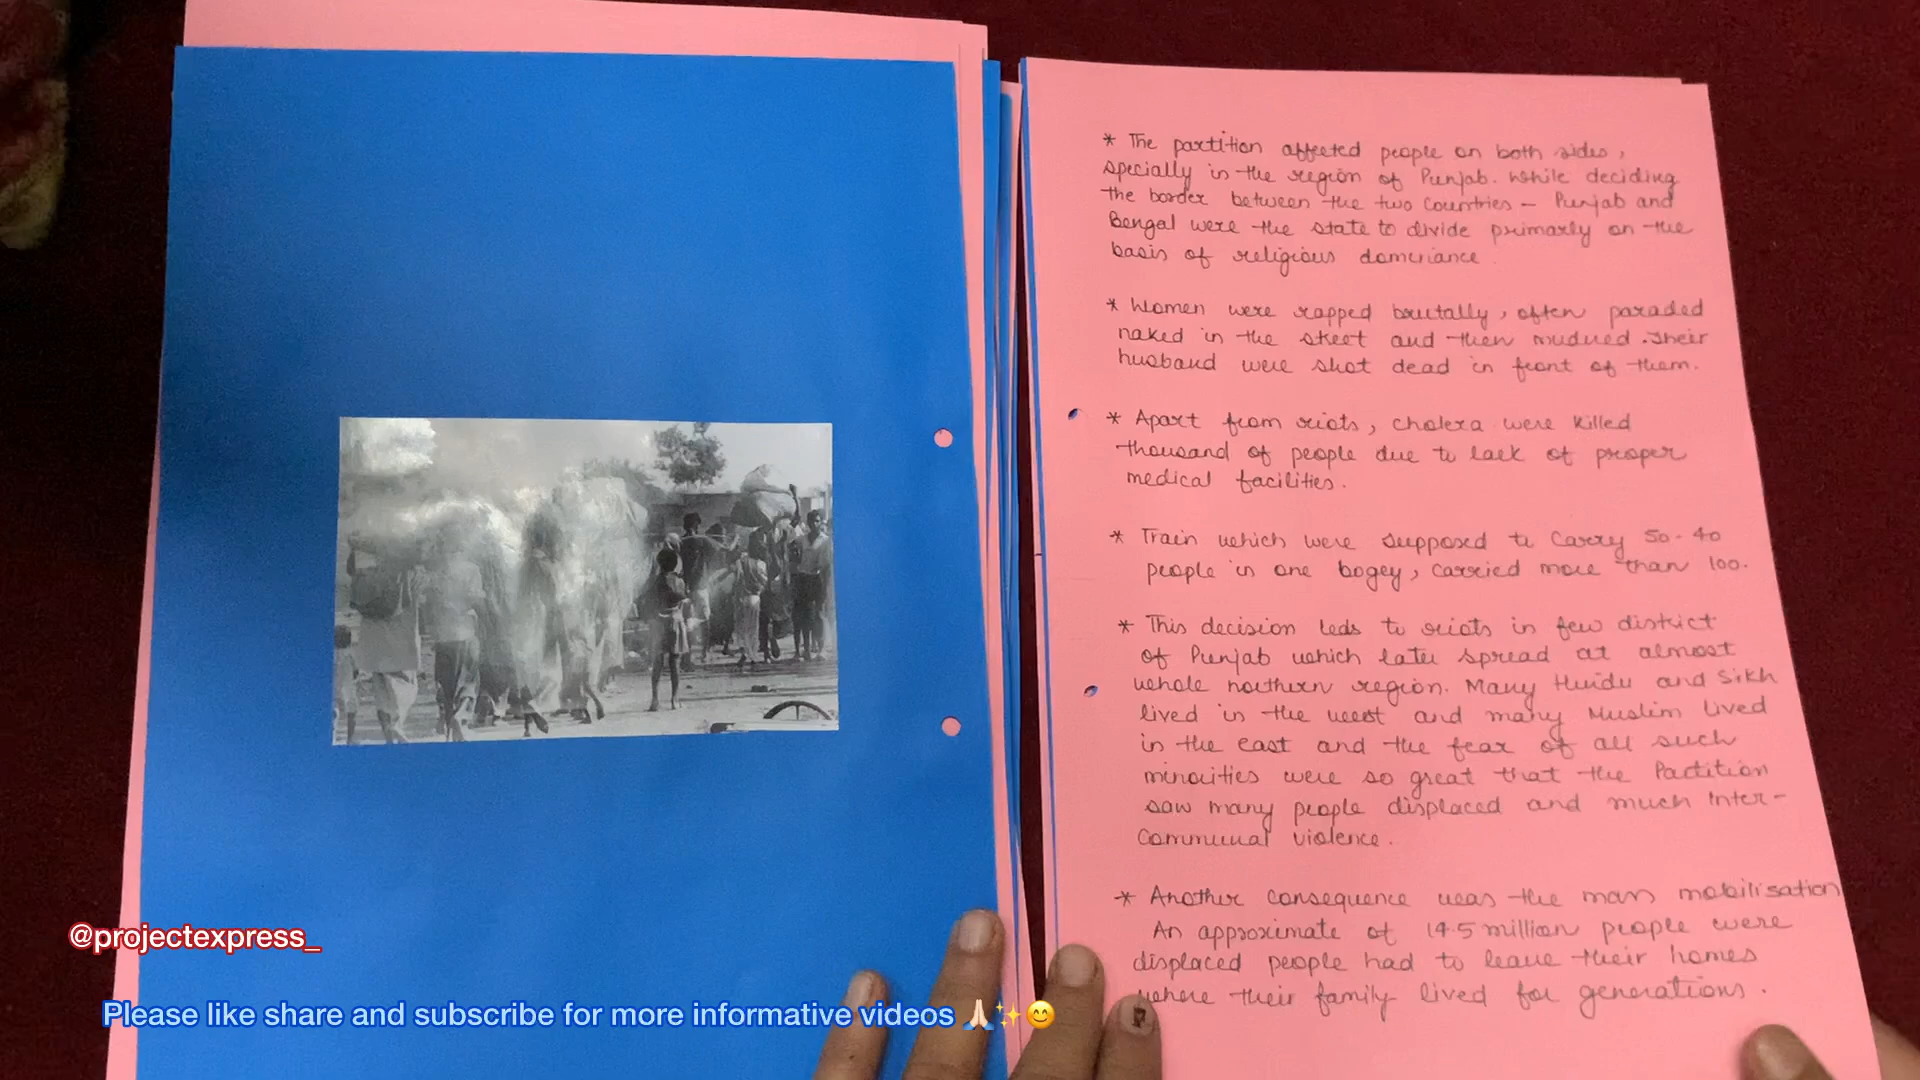 * The partition affected people on both sides,
specially in the region of Punjab. While deciding
the border between the two countries - Punjab and
Bengal were the state to divide primarly on the
basis of religious domeriance
* Women were rapped brutally, often paraded
naked in the skeet and then mudued. Their
husband were shot dead in front of them.
* Apart from riots, cholera were killed
thousand of people due to lack of proper
medical facilities.
* Train which were supposed to carry 50-40
people in one bogey, carried more than 100.
* This decision leds to riots in few district
of Punjab which later spread at almost
whole northern region. Many Hindu and Sikh
lived in the west and many Muslim lived
in the east and the fear of all such
minorities were so great that the Partition
saw many people displaced and much Inter-
Communal violence.
* Another consequence was the mass mobilisation
An approximate of 14.5 million people were
displaced people had to leave their homes
where their family lived for generations.
@projectexpress_
Please like share and subscribe for more informative videos 🙏🏻✨😊